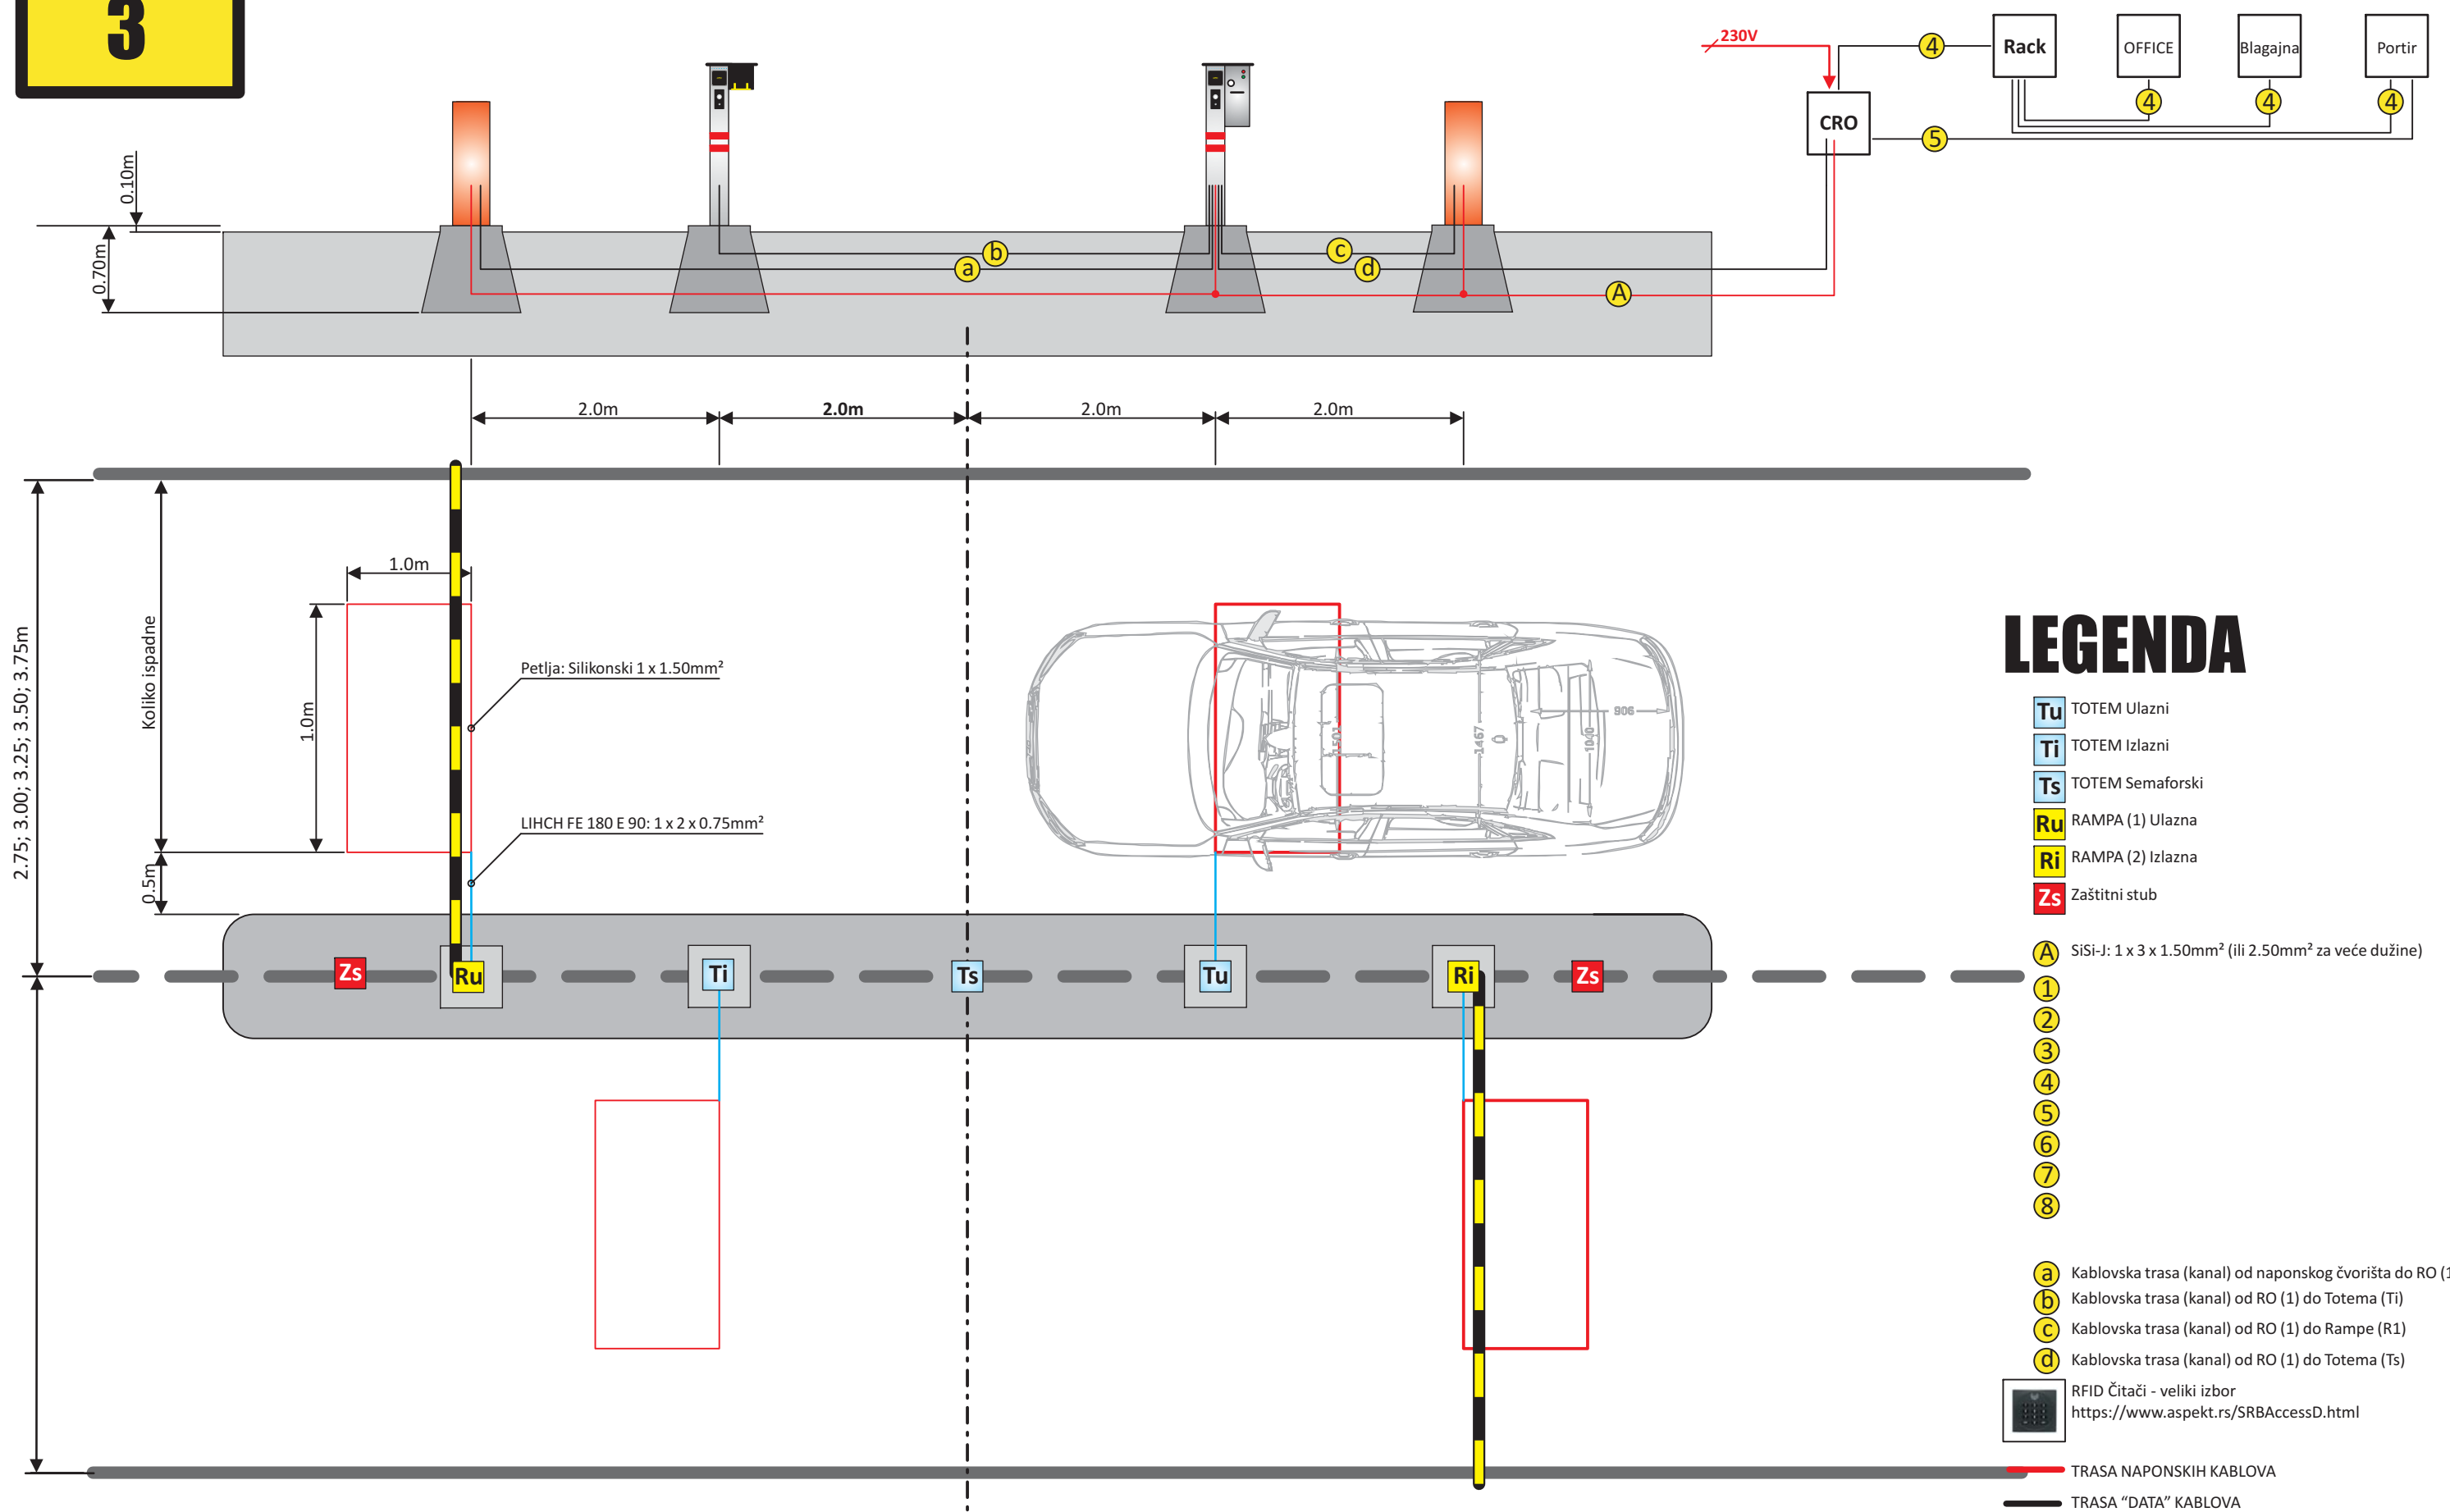 3
230V
4
Rack
OFFICE
Blagajna
Portir
4
4
4
CRO
5
0.10m
0.70m
b
a
c
d
A
2.0m
2.0m
2.0m
2.0m
2.75; 3.00; 3.25; 3.50; 3.75m
Koliko ispadne
1.0m
1.0m
0.5m
Petlja: Silikonski 1 x 1.50mm²
LIHCH FE 180 E 90: 1 x 2 x 0.75mm²
1467
906
Zs
Ru
Ti
Ts
Tu
Ri
Zs
LEGENDA
Tu TOTEM Ulazni
Ti TOTEM Izlazni
Ts TOTEM Semaforski
Ru RAMPA (1) Ulazna
Ri RAMPA (2) Izlazna
Zs Zaštitni stub
A SiSi-J: 1 x 3 x 1.50mm² (ili 2.50mm² za veće dužine)
1
2
3
4
5
6
7
8
a Kablovska trasa (kanal) od naponskog čvorišta do RO (1
b Kablovska trasa (kanal) od RO (1) do Totema (Ti)
c Kablovska trasa (kanal) od RO (1) do Rampe (R1)
d Kablovska trasa (kanal) od RO (1) do Totema (Ts)
RFID Čitači - veliki izbor
https://www.aspekt.rs/SRBAccessD.html
TRASA NAPONSKIH KABLOVA
TRASA “DATA” KABLOVA